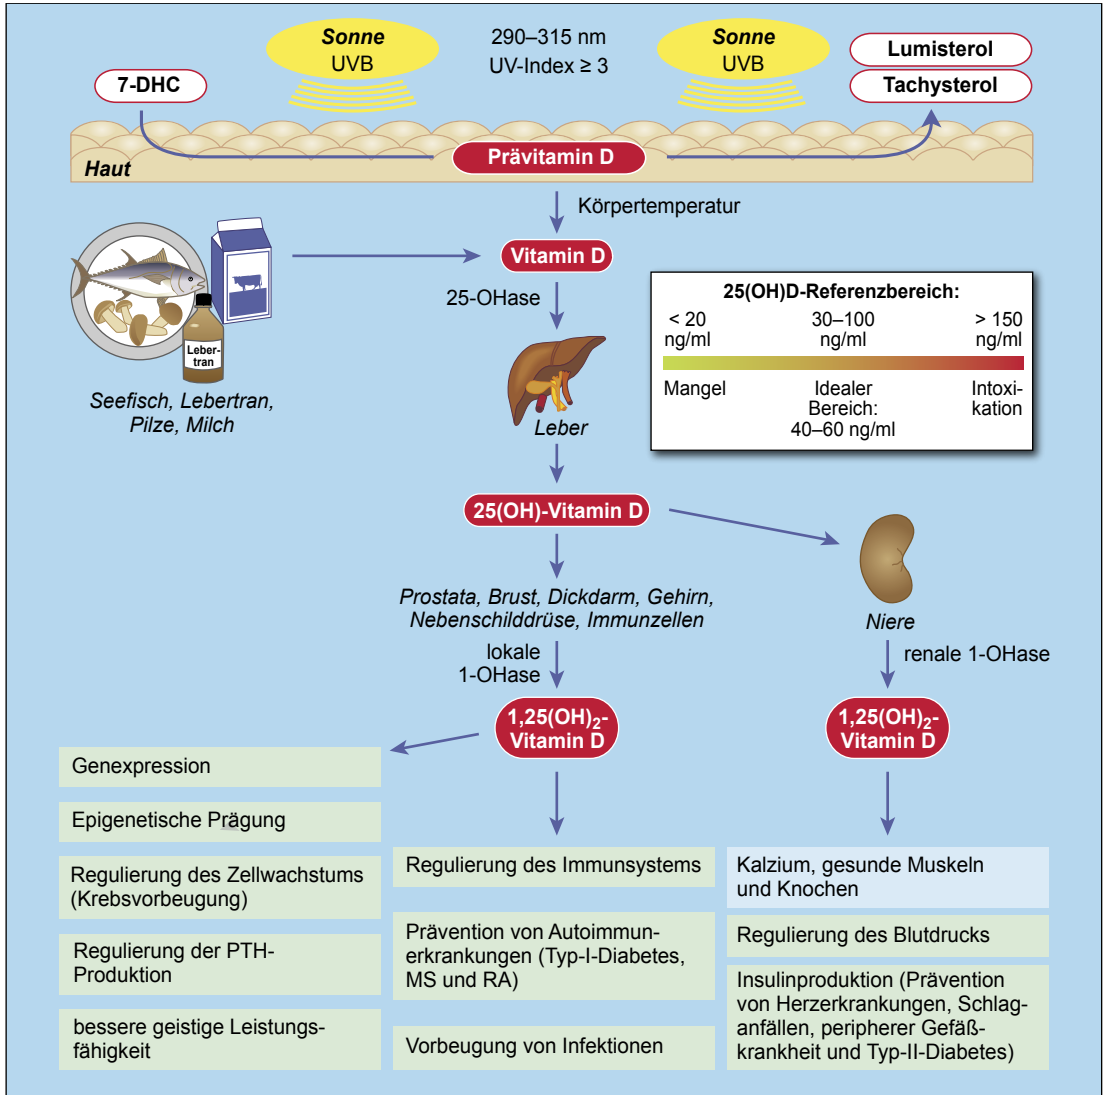 Sonne
UVB
290–315 nm
UV-Index ≥ 3
Sonne
UVB
Lumisterol
Tachysterol
7-DHC
Prävitamin D
Haut
Körpertemperatur
Vitamin D
25-OHase
Leber-
tran
Seefisch, Lebertran,
Pilze, Milch
Leber
25(OH)D-Referenzbereich:
< 20
ng/ml
30–100
ng/ml
> 150
ng/ml
Mangel
Idealer
Bereich:
40–60 ng/ml
Intoxi-
kation
25(OH)-Vitamin D
Prostata, Brust, Dickdarm, Gehirn,
Nebenschilddrüse, Immunzellen
Niere
lokale
1-OHase
renale 1-OHase
1,25(OH)₂-
Vitamin D
1,25(OH)₂-
Vitamin D
Genexpression
Epigenetische Prägung
Regulierung des Zellwachstums
(Krebsvorbeugung)
Regulierung der PTH-
Produktion
bessere geistige Leistungs-
fähigkeit
Regulierung des Immunsystems
Prävention von Autoimmun-
erkrankungen (Typ-I-Diabetes,
MS und RA)
Vorbeugung von Infektionen
Kalzium, gesunde Muskeln
und Knochen
Regulierung des Blutdrucks
Insulinproduktion (Prävention
von Herzerkrankungen, Schlag-
anfällen, peripherer Gefäß-
krankheit und Typ-II-Diabetes)